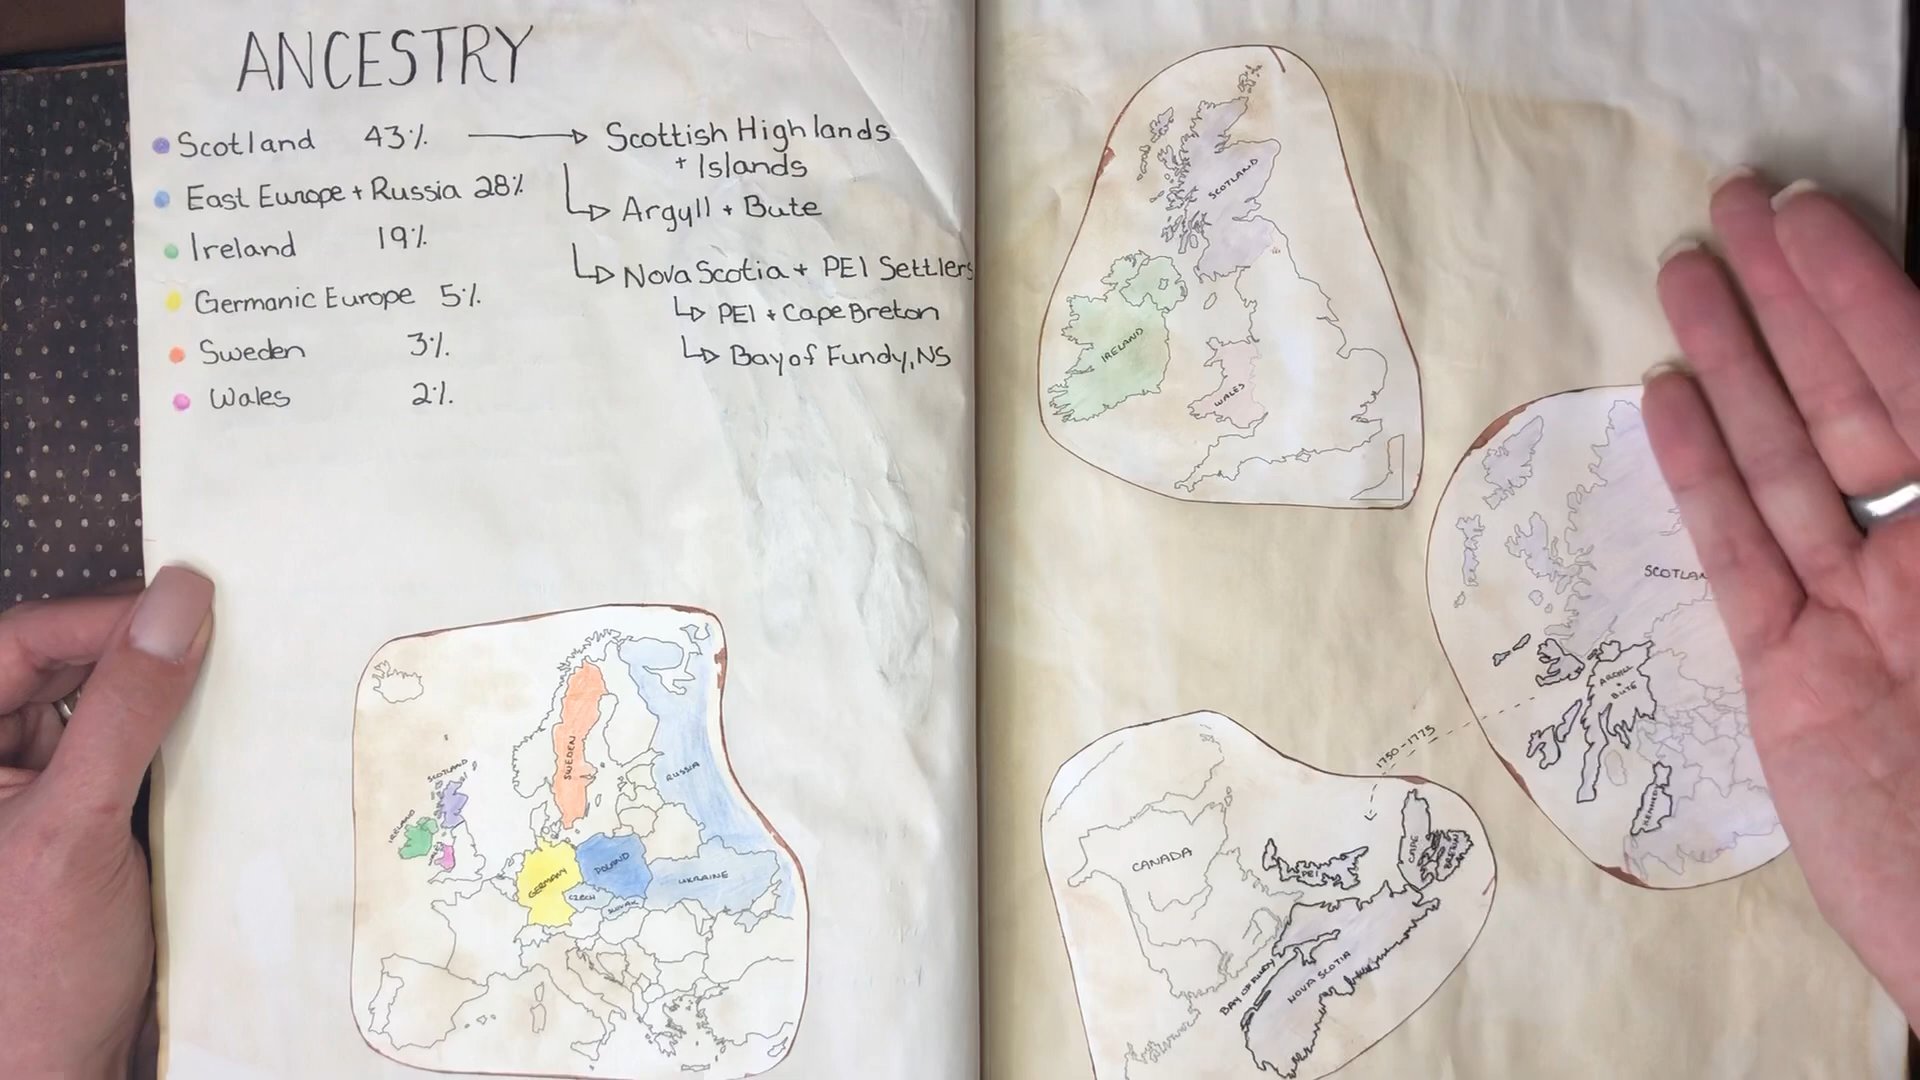 ANCESTRY
Scotland 43%
East Europe + Russia 28%
Ireland 19%
Germanic Europe 5%
Sweden 3%
Wales 2%
Scottish Highlands
+ Islands
Argyll + Bute
Nova Scotia + PEI Settlers
PEI + Cape Breton
Bay of Fundy, NS
SCOTLAND
IRELAND
SWEDEN
RUSSIA
GERMANY
POLAND
CZECH
SLOVAK
UKRAINE
SCOTLAND
IRELAND
WALES
SCOTLAN
ARGYLL
+
BUTE
1750-1775
CANADA
PEI
CAPE
BRETON
BAY OF FUNDY
NOVA SCOTIA